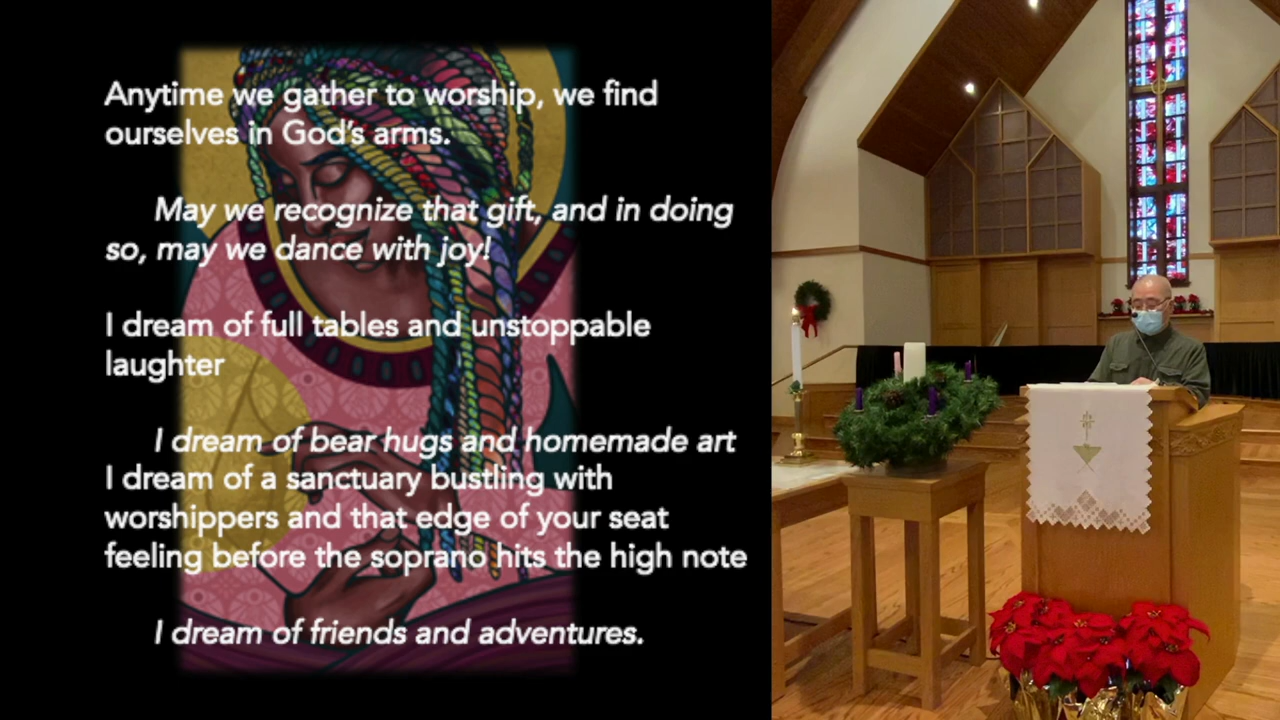 Anytime we gather to worship, we find
ourselves in God's arms.
May we recognize that gift, and in doing
so, may we dance with joy!
I dream of full tables and unstoppable
laughter
I dream of bear hugs and homemade art
I dream of a sanctuary bustling with
worshippers and that edge of your seat
feeling before the soprano hits the high note
I dream of friends and adventures.